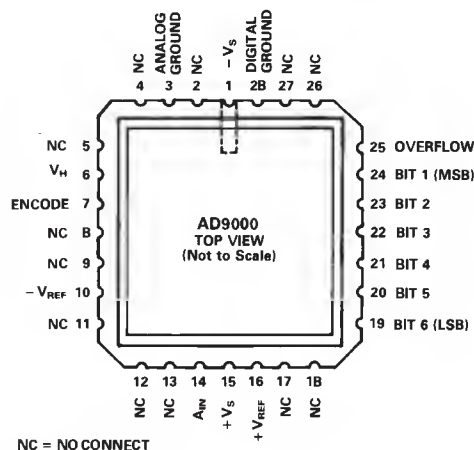 NC ANALOG GROUND NC −VS DIGITAL GROUND NC NC
4 3 2 1 2B 27 26
NC 5
VH 6
ENCODE 7
NC B
NC 9
−VREF 10
NC 11
AD9000
TOP VIEW
(Not to Scale)
25 OVERFLOW
24 BIT 1 (MSB)
23 BIT 2
22 BIT 3
21 BIT 4
20 BIT 5
19 BIT 6 (LSB)
12 13 14 15 16 17 1B
NC NC AIN +VS +VREF NC NC
NC = NO CONNECT